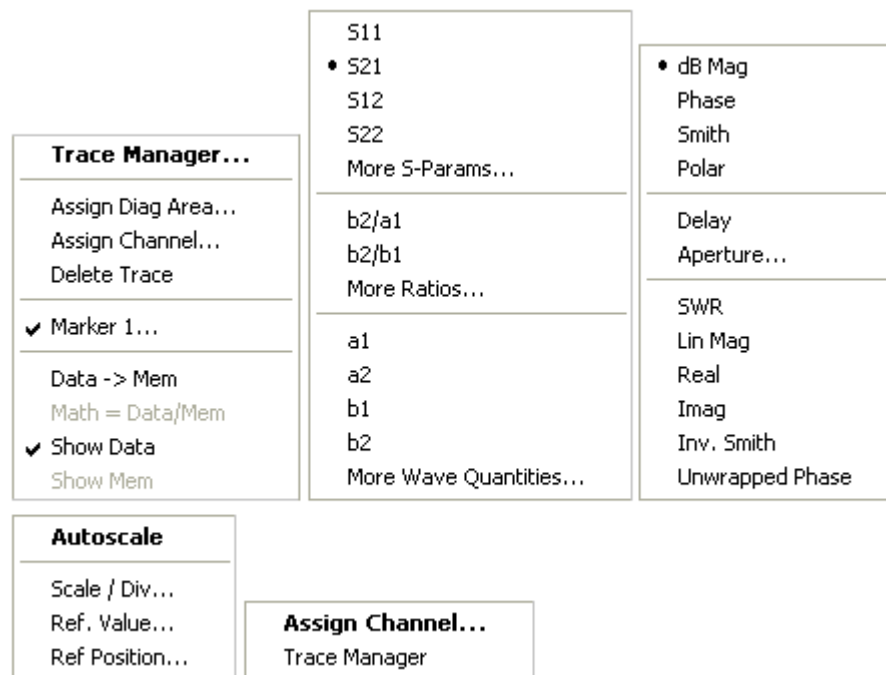 Trace Manager...
Assign Diag Area...
Assign Channel...
Delete Trace
Marker 1...
Data -> Mem
Math = Data/Mem
Show Data
Show Mem
S11
S21
S12
S22
More S-Params...
b2/a1
b2/b1
More Ratios...
a1
a2
b1
b2
More Wave Quantities...
dB Mag
Phase
Smith
Polar
Delay
Aperture...
SWR
Lin Mag
Real
Imag
Inv. Smith
Unwrapped Phase
Autoscale
Scale / Div...
Ref. Value...
Ref Position...
Assign Channel...
Trace Manager